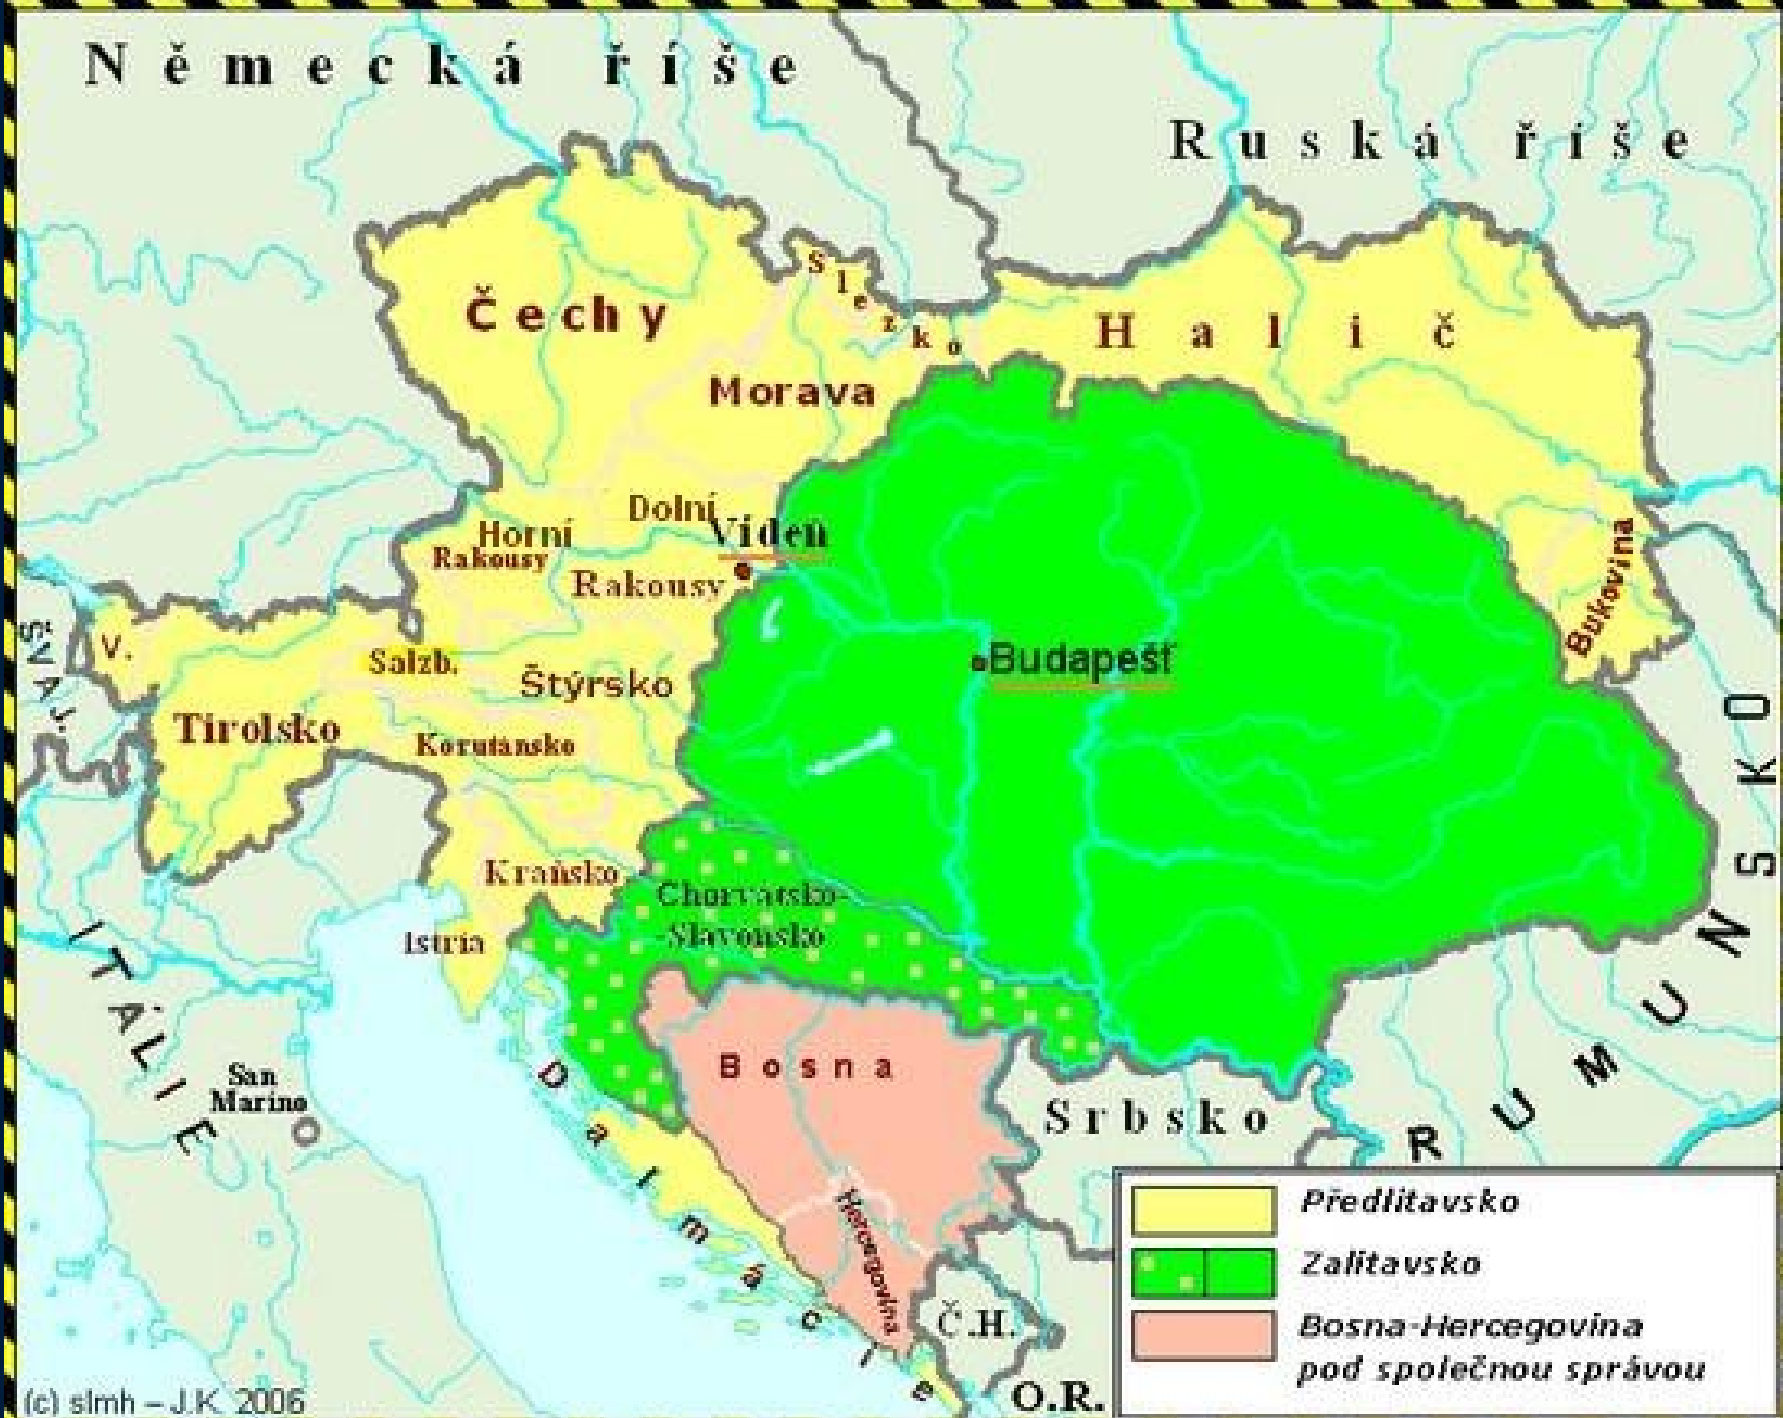 Německá říše
Ruská říše
Čechy
Slezko
Halič
Morava
Dolní
Vídeň
Horní
Rakousy
Rakousy
Bukovina
ŠVAJ.
V.
Salzb.
Štýrsko
Budapešť
Tirolsko
Korutansko
Kraňsko
Chorvatsko-
-Slavonsko
Istria
ITÁLIE
San
Marino
Dalmácie
Bosna
Hercegovina
Srbsko
RUMUNSKO
Č.H.
O.R.
Předlitavsko
Zalitavsko
Bosna-Hercegovina
pod společnou správou
(c) slmh – J.K. 2006